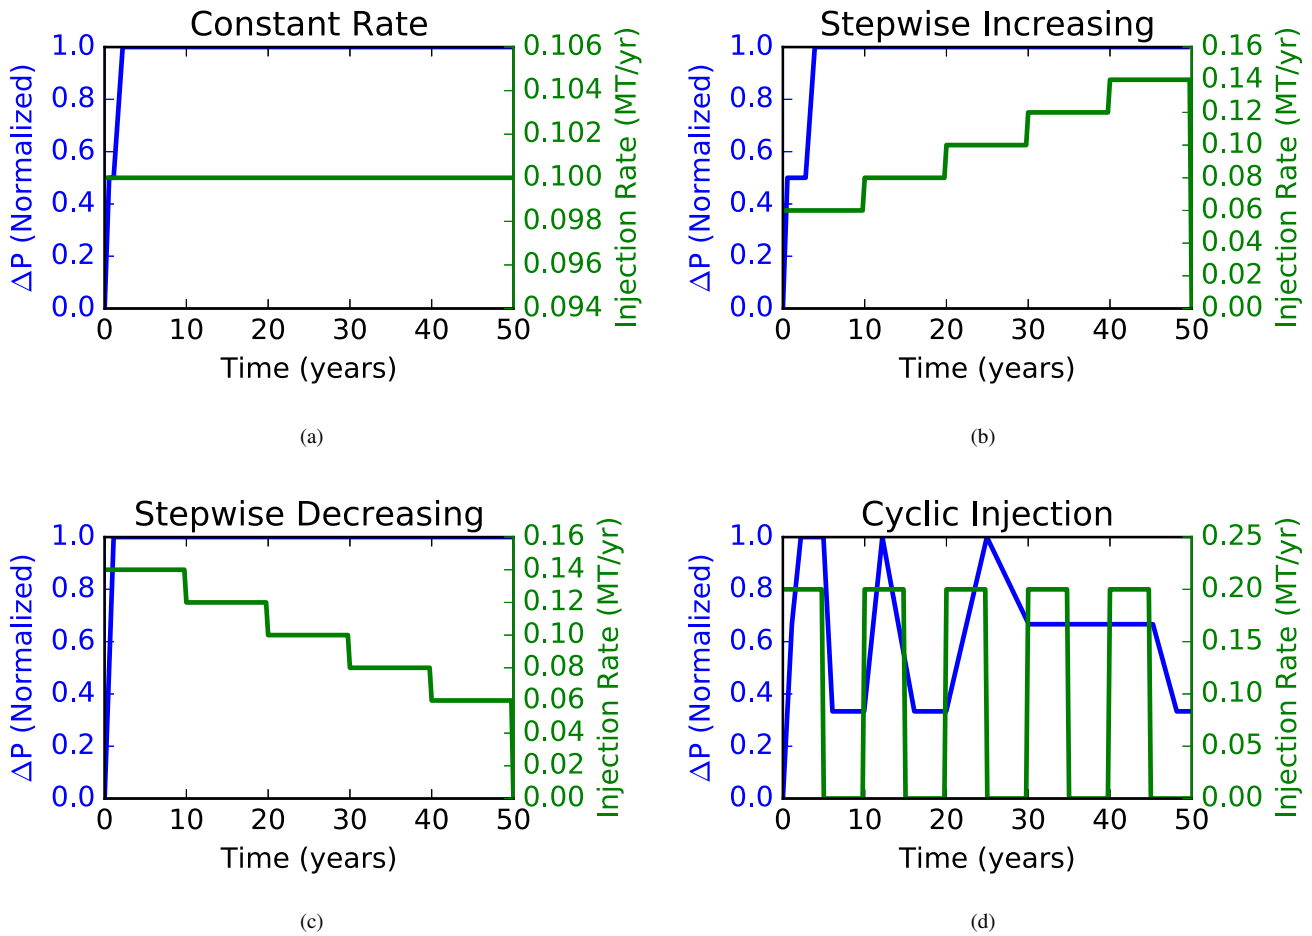 Constant Rate
1.0
0.8
0.6
0.4
0.2
0.0
ΔP (Normalized)
0.106
0.104
0.102
0.100
0.098
0.096
0.094
Injection Rate (MT/yr)
0 10 20 30 40 50
Time (years)
(a)
Stepwise Increasing
1.0
0.8
0.6
0.4
0.2
0.0
ΔP (Normalized)
0.16
0.14
0.12
0.10
0.08
0.06
0.04
0.02
0.00
Injection Rate (MT/yr)
0 10 20 30 40 50
Time (years)
(b)
Stepwise Decreasing
1.0
0.8
0.6
0.4
0.2
0.0
ΔP (Normalized)
0.16
0.14
0.12
0.10
0.08
0.06
0.04
0.02
0.00
Injection Rate (MT/yr)
0 10 20 30 40 50
Time (years)
(c)
Cyclic Injection
1.0
0.8
0.6
0.4
0.2
0.0
ΔP (Normalized)
0.25
0.20
0.15
0.10
0.05
0.00
Injection Rate (MT/yr)
0 10 20 30 40 50
Time (years)
(d)